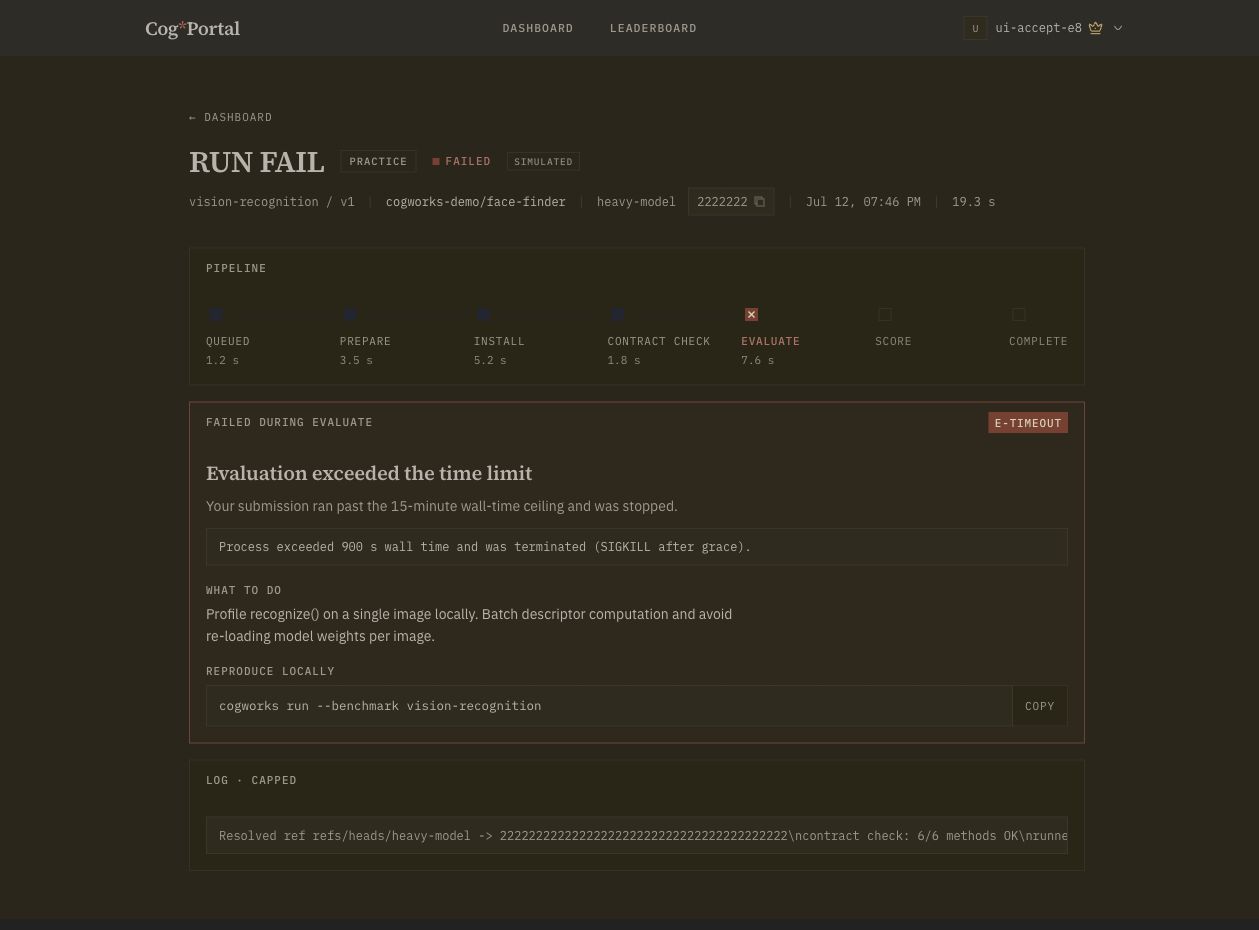 Cog*Portal
DASHBOARD LEADERBOARD
U ui-accept-e8
← DASHBOARD
RUN FAIL PRACTICE FAILED SIMULATED
vision-recognition / v1 | cogworks-demo/face-finder | heavy-model 2222222 | Jul 12, 07:46 PM | 19.3 s
PIPELINE
QUEUED PREPARE INSTALL CONTRACT CHECK EVALUATE SCORE COMPLETE
1.2 s 3.5 s 5.2 s 1.8 s 7.6 s
FAILED DURING EVALUATE E-TIMEOUT
Evaluation exceeded the time limit
Your submission ran past the 15-minute wall-time ceiling and was stopped.
Process exceeded 900 s wall time and was terminated (SIGKILL after grace).
WHAT TO DO
Profile recognize() on a single image locally. Batch descriptor computation and avoid
re-loading model weights per image.
REPRODUCE LOCALLY
cogworks run --benchmark vision-recognition COPY
LOG · CAPPED
Resolved ref refs/heads/heavy-model -> 2222222222222222222222222222222222222222\ncontract check: 6/6 methods OK\nrunne